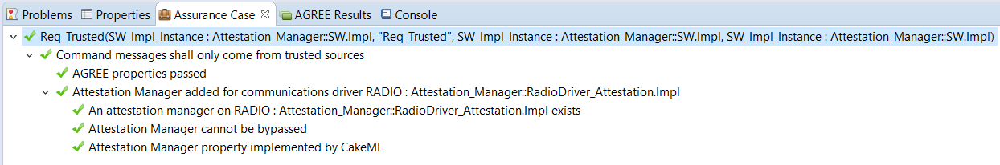 Problems Properties Assurance Case AGREE Results Console
Req_Trusted(SW_Impl_Instance : Attestation_Manager::SW.Impl, "Req_Trusted", SW_Impl_Instance : Attestation_Manager::SW.Impl, SW_Impl_Instance : Attestation_Manager::SW.Impl)
Command messages shall only come from trusted sources
AGREE properties passed
Attestation Manager added for communications driver RADIO : Attestation_Manager::RadioDriver_Attestation.Impl
An attestation manager on RADIO : Attestation_Manager::RadioDriver_Attestation.Impl exists
Attestation Manager cannot be bypassed
Attestation Manager property implemented by CakeML